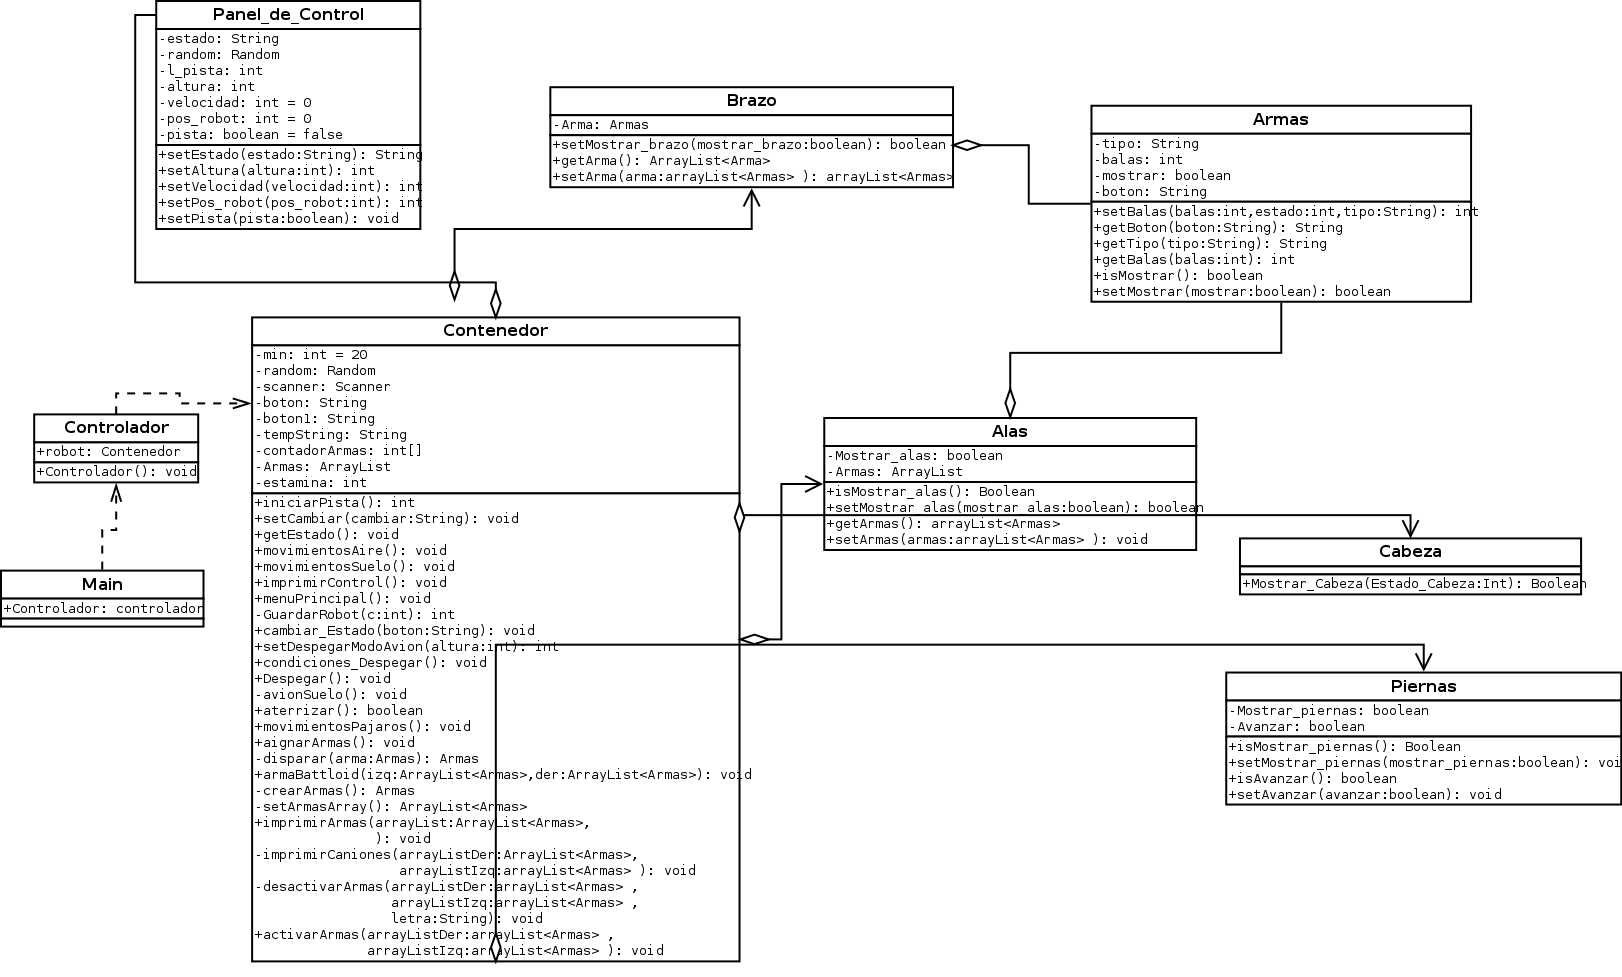 Panel_de_Control
-estado: String
-random: Random
-l_pista: int
-altura: int
-velocidad: int = 0
-pos_robot: int = 0
-pista: boolean = false
+setEstado(estado:String): String
+setAltura(altura:int): int
+setVelocidad(velocidad:int): int
+setPos_robot(pos_robot:int): int
+setPista(pista:boolean): void
Brazo
-Arma: Armas
+setMostrar_brazo(mostrar_brazo:boolean): boolean
+getArma(): ArrayList<Arma>
+setArma(arma:arrayList<Armas> ): arrayList<Armas>
Armas
-tipo: String
-balas: int
-mostrar: boolean
-boton: String
+setBalas(balas:int,estado:int,tipo:String): int
+getBoton(boton:String): String
+getTipo(tipo:String): String
+getBalas(balas:int): int
+isMostrar(): boolean
+setMostrar(mostrar:boolean): boolean
Contenedor
-min: int = 20
-random: Random
-scanner: Scanner
-boton: String
-boton1: String
-tempString: String
-contadorArmas: int[]
-Armas: ArrayList
-estamina: int
+iniciarPista(): int
+setCambiar(cambiar:String): void
+getEstado(): void
+movimientosAire(): void
+movimientosSuelo(): void
+imprimirControl(): void
+menuPrincipal(): void
-GuardarRobot(c:int): int
+cambiar_Estado(boton:String): void
+setDespegarModoAvion(altura:int): int
+condiciones_Despegar(): void
+Despegar(): void
-avionSuelo(): void
+aterrizar(): boolean
+movimientosPajaros(): void
+aignarArmas(): void
-disparar(arma:Armas): Armas
+armaBattloid(izq:ArrayList<Armas>,der:ArrayList<Armas>): void
-crearArmas(): Armas
-setArmasArray(): ArrayList<Armas>
+imprimirArmas(arrayList:ArrayList<Armas>,
): void
-imprimirCaniones(arrayListDer:ArrayList<Armas>,
arrayListIzq:arrayList<Armas> ): void
-desactivarArmas(arrayListDer:arrayList<Armas> ,
arrayListIzq:arrayList<Armas> ,
letra:String): void
+activarArmas(arrayListDer:arrayList<Armas> ,
arrayListIzq:arrayList<Armas> ): void
Controlador
+robot: Contenedor
+Controlador(): void
Main
+Controlador: controlador
Alas
-Mostrar_alas: boolean
-Armas: ArrayList
+isMostrar_alas(): Boolean
+setMostrar_alas(mostrar_alas:boolean): boolean
+getArmas(): arrayList<Armas>
+setArmas(armas:arrayList<Armas> ): void
Cabeza
+Mostrar_Cabeza(Estado_Cabeza:Int): Boolean
Piernas
-Mostrar_piernas: boolean
-Avanzar: boolean
+isMostrar_piernas(): Boolean
+setMostrar_piernas(mostrar_piernas:boolean): voi
+isAvanzar(): boolean
+setAvanzar(avanzar:boolean): void